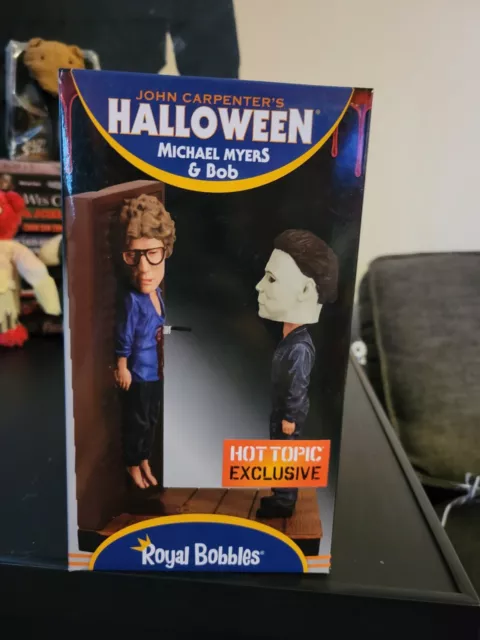 JOHN CARPENTER'S
HALLOWEEN®
MICHAEL MYERS
& BOB
HOT TOPIC®
EXCLUSIVE
Royal Bobbles®